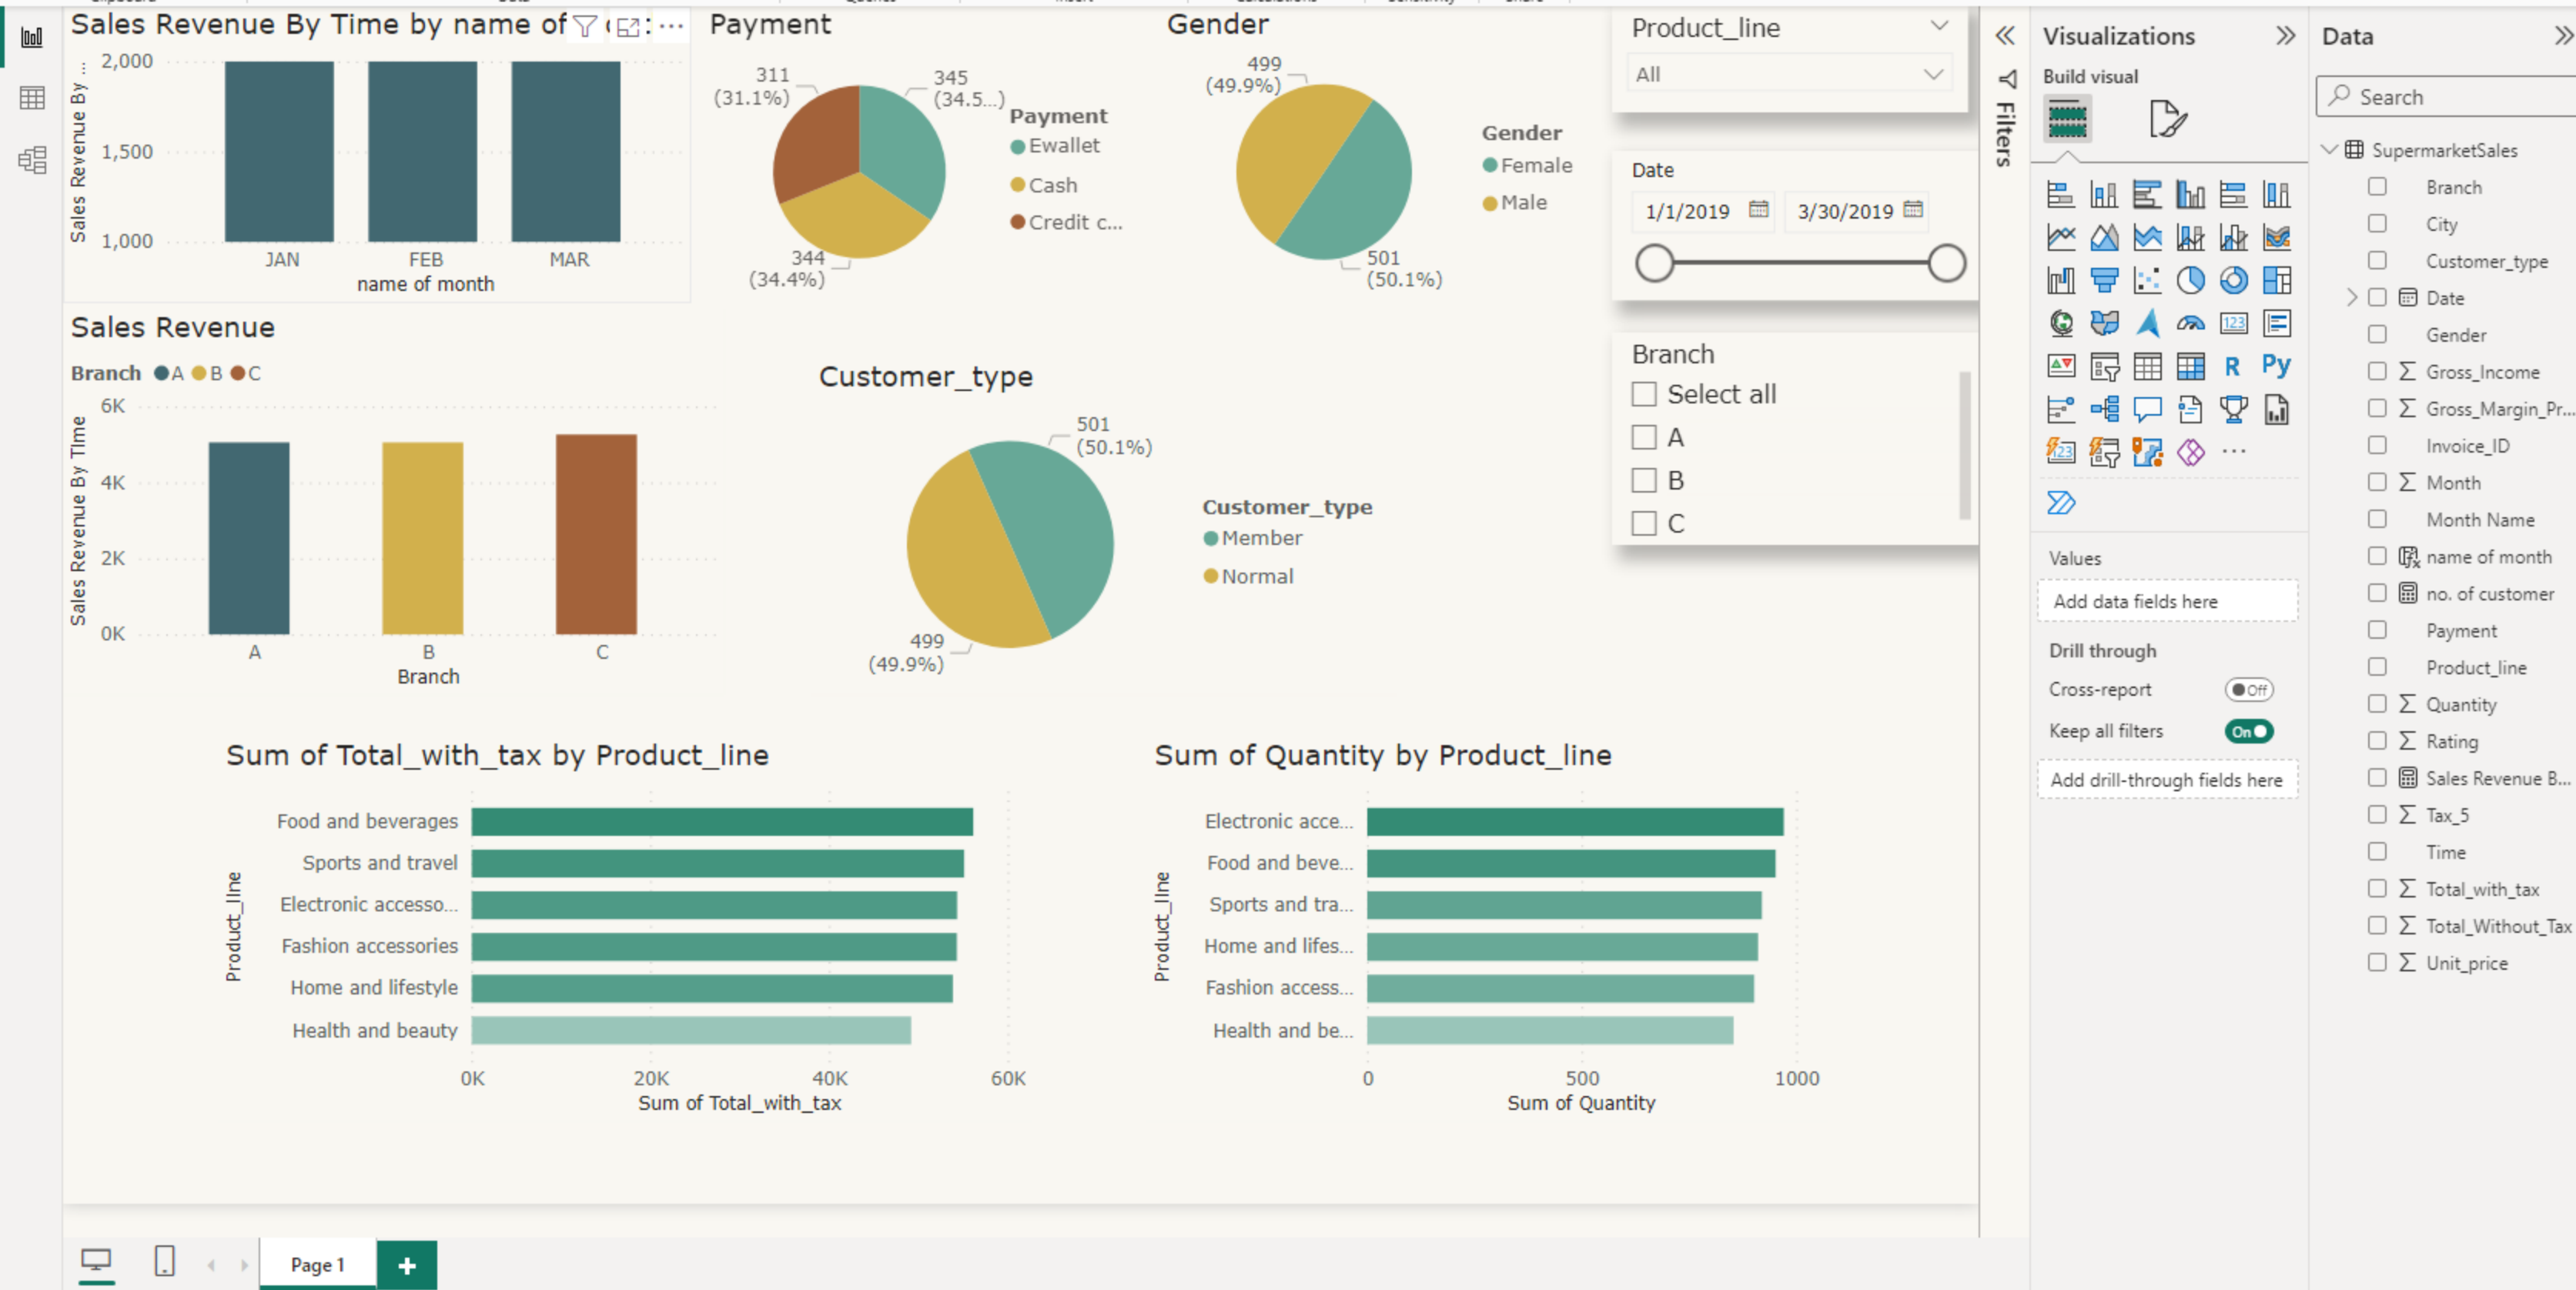 Sales Revenue By Time by name of
2,000
1,500
1,000
Sales Revenue By ...
JAN
FEB
MAR
name of month
Payment
311
(31.1%)
345
(34.5...)
344
(34.4%)
Payment
Ewallet
Cash
Credit c...
Gender
499
(49.9%)
501
(50.1%)
Gender
Female
Male
Product_line
All
Date
1/1/2019
3/30/2019
Branch
Select all
A
B
C
Sales Revenue
Branch A B C
6K
4K
2K
0K
Sales Revenue By TIme
A
B
C
Branch
Customer_type
501
(50.1%)
499
(49.9%)
Customer_type
Member
Normal
Sum of Total_with_tax by Product_line
Product_lIne
Food and beverages
Sports and travel
Electronic accesso...
Fashion accessories
Home and lifestyle
Health and beauty
0K
20K
40K
60K
Sum of Total_with_tax
Sum of Quantity by Product_line
Product_lIne
Electronic acce...
Food and beve...
Sports and tra...
Home and lifes...
Fashion access...
Health and be...
0
500
1000
Sum of Quantity
Page 1
Filters
Visualizations
Build visual
123
R
Py
123
Values
Add data fields here
Drill through
Cross-report
Off
Keep all filters
On
Add drill-through fields here
Data
Search
SupermarketSales
Branch
City
Customer_type
Date
Gender
Gross_Income
Gross_Margin_Pr...
Invoice_ID
Month
Month Name
name of month
no. of customer
Payment
Product_line
Quantity
Rating
Sales Revenue B...
Tax_5
Time
Total_with_tax
Total_Without_Tax
Unit_price